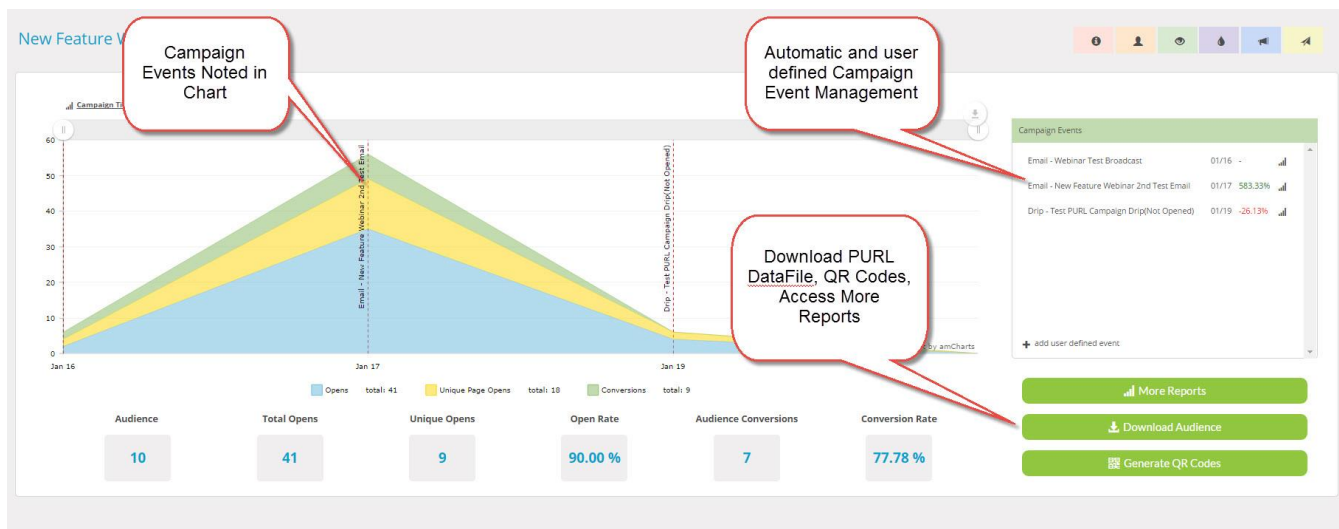 New Feature W
Campaign
Events Noted in
Chart
Automatic and user
defined Campaign
Event Management
Campaign Ti
60
50
40
30
20
10
0
Email - New Feature Webinar 2nd Test Email
Drip - Test PURL Campaign Drip(Not Opened)
by amCharts
Jan 16
Jan 17
Jan 19
Opens total: 41 Unique Page Opens total: 18 Conversions total: 9
Campaign Events
Email - Webinar Test Broadcast 01/16 -
Email - New Feature Webinar 2nd Test Email 01/17 583.33%
Drip - Test PURL Campaign Drip(Not Opened) 01/19 -26.13%
+ add user defined event
Download PURL
DataFile, QR Codes,
Access More
Reports
More Reports
Download Audience
Generate QR Codes
Audience Total Opens Unique Opens Open Rate Audience Conversions Conversion Rate
10 41 9 90.00 % 7 77.78 %